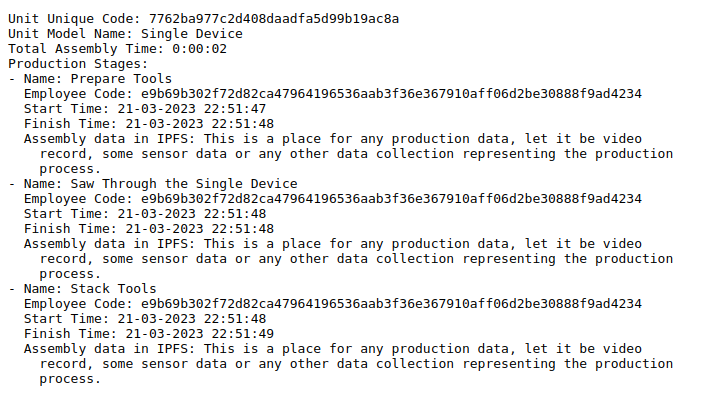 Unit Unique Code: 7762ba977c2d408daadfa5d99b19ac8a
Unit Model Name: Single Device
Total Assembly Time: 0:00:02
Production Stages:
- Name: Prepare Tools
  Employee Code: e9b69b302f72d82ca47964196536aab3f36e367910aff06d2be30888f9ad4234
  Start Time: 21-03-2023 22:51:47
  Finish Time: 21-03-2023 22:51:48
  Assembly data in IPFS: This is a place for any production data, let it be video
    record, some sensor data or any other data collection representing the production
    process.
- Name: Saw Through the Single Device
  Employee Code: e9b69b302f72d82ca47964196536aab3f36e367910aff06d2be30888f9ad4234
  Start Time: 21-03-2023 22:51:48
  Finish Time: 21-03-2023 22:51:48
  Assembly data in IPFS: This is a place for any production data, let it be video
    record, some sensor data or any other data collection representing the production
    process.
- Name: Stack Tools
  Employee Code: e9b69b302f72d82ca47964196536aab3f36e367910aff06d2be30888f9ad4234
  Start Time: 21-03-2023 22:51:48
  Finish Time: 21-03-2023 22:51:49
  Assembly data in IPFS: This is a place for any production data, let it be video
    record, some sensor data or any other data collection representing the production
    process.